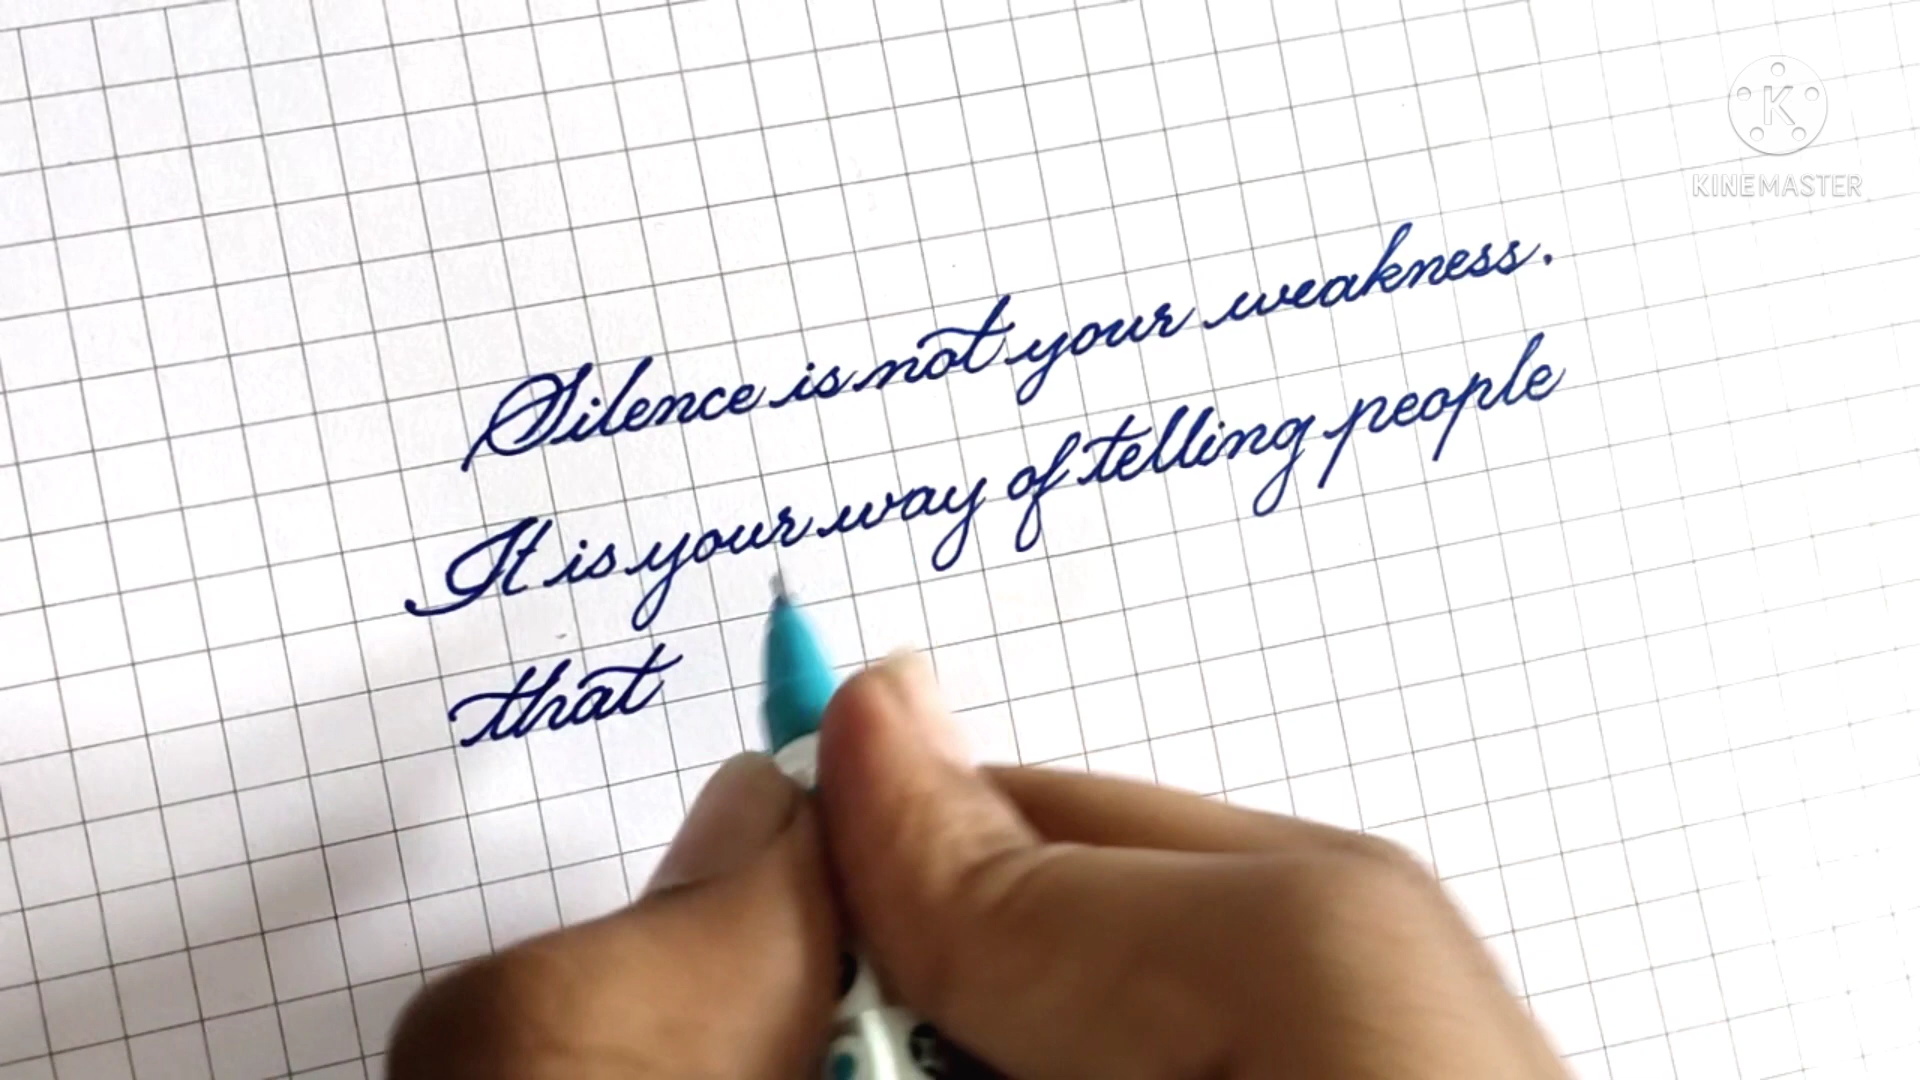 KINEMASTER
Silence is not your weakness.
It is your way of telling people
that